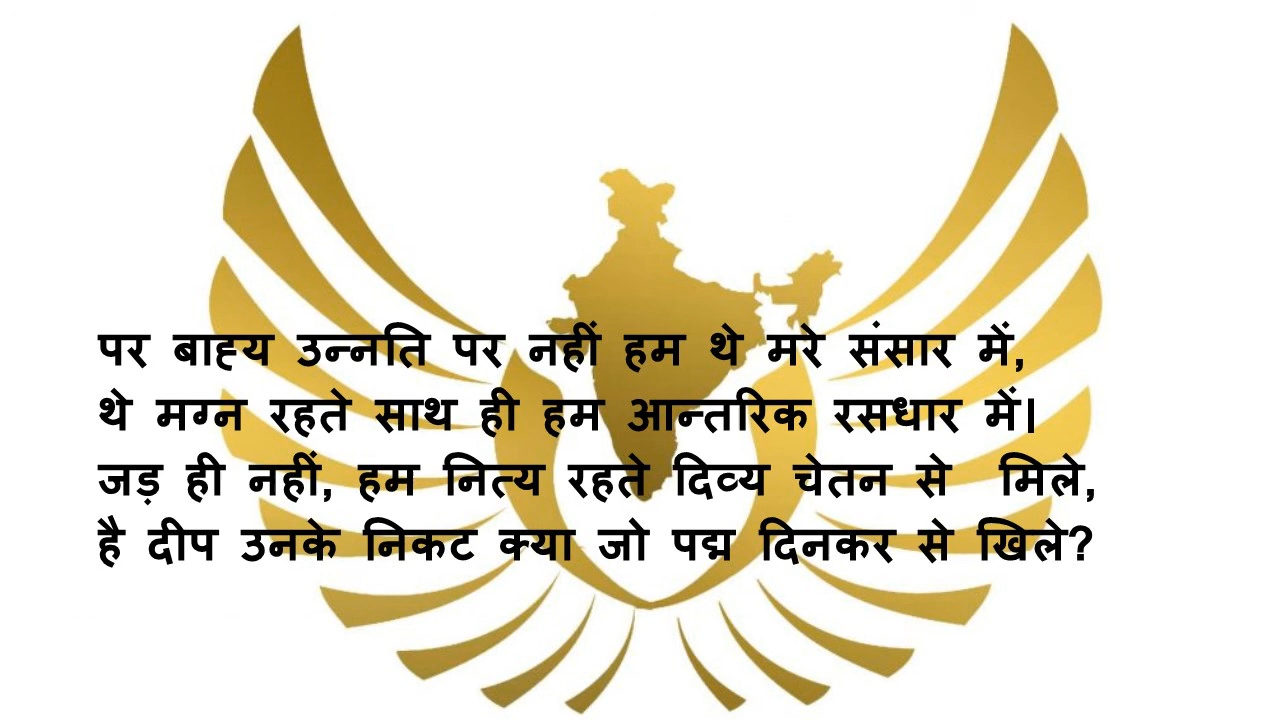 पर बाह्य उन्नति पर नहीं हम थे मरे संसार में,
थे मग्न रहते साथ ही हम आन्तरिक रसधार में।
जड़ ही नहीं, हम नित्य रहते दिव्य चेतन से मिले,
है दीप उनके निकट क्या जो पद्म दिनकर से खिले?